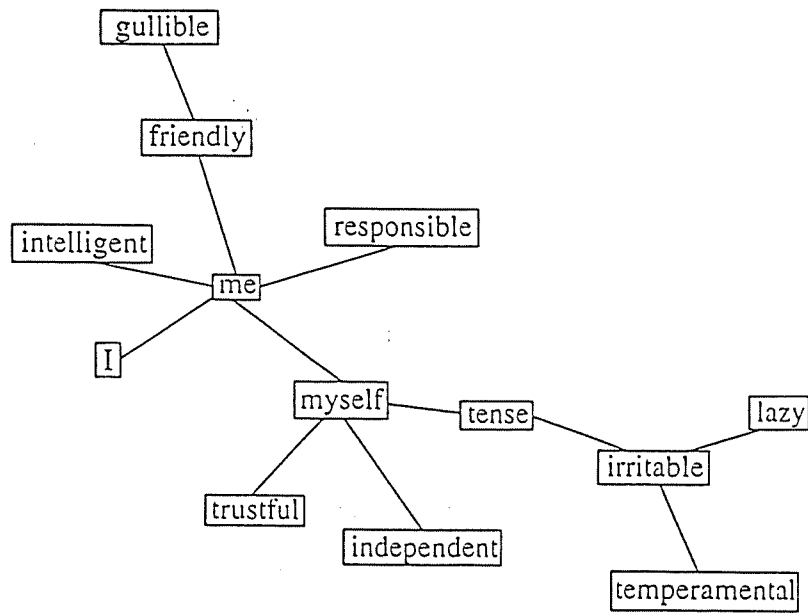 gullible
friendly
responsible
intelligent
me
I
myself
tense
lazy
irritable
trustful
independent
temperamental